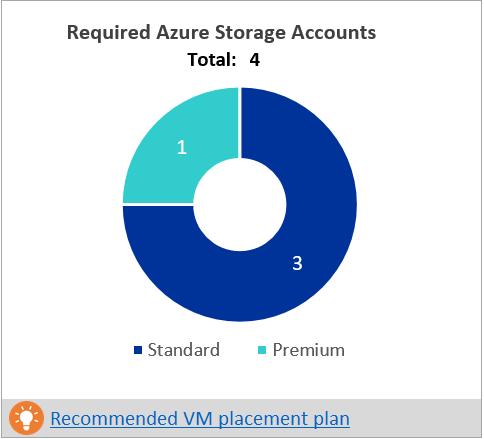 Required Azure Storage Accounts
Total: 4
1
3
Standard Premium
Recommended VM placement plan